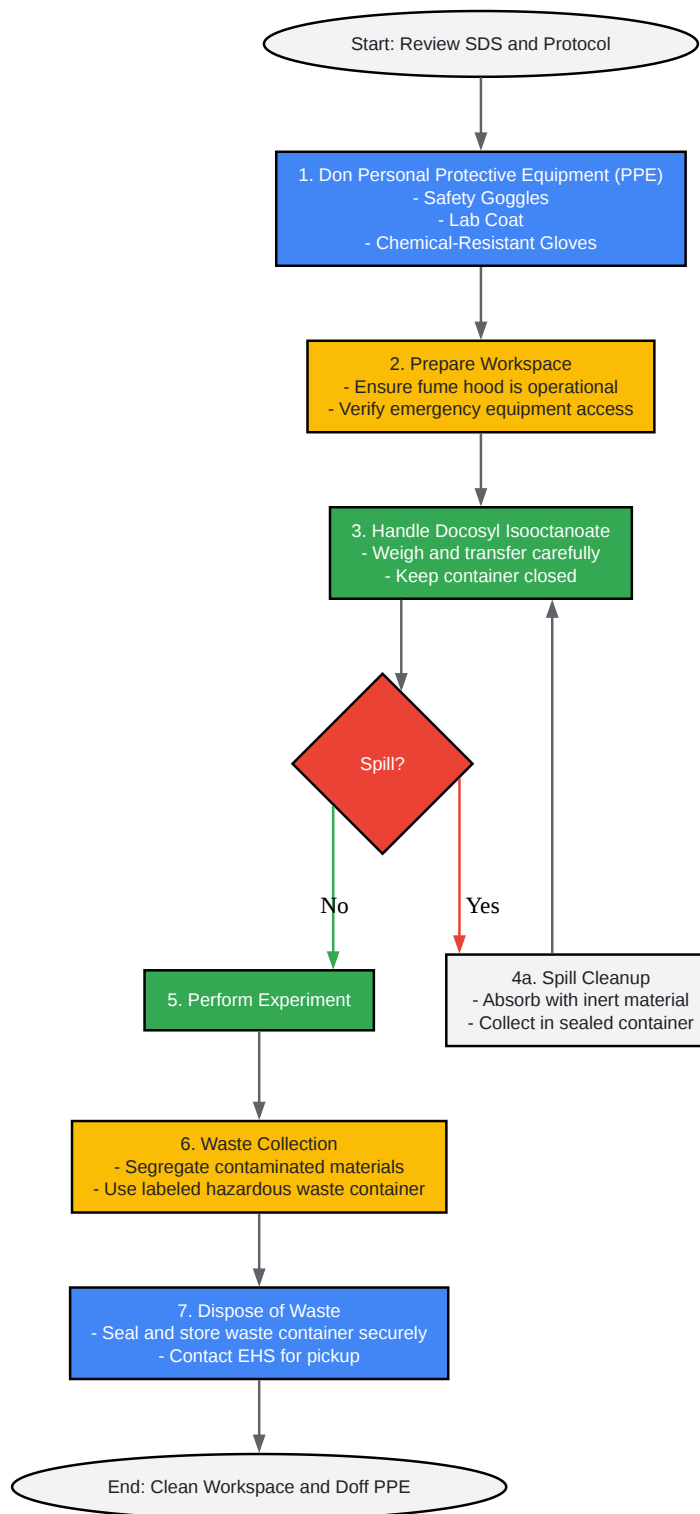 Start: Review SDS and Protocol
1. Don Personal Protective Equipment (PPE)
- Safety Goggles
- Lab Coat
- Chemical-Resistant Gloves
2. Prepare Workspace
- Ensure fume hood is operational
- Verify emergency equipment access
3. Handle Docosyl Isooctanoate
- Weigh and transfer carefully
- Keep container closed
Spill?
No
Yes
4a. Spill Cleanup
- Absorb with inert material
- Collect in sealed container
5. Perform Experiment
6. Waste Collection
- Segregate contaminated materials
- Use labeled hazardous waste container
7. Dispose of Waste
- Seal and store waste container securely
- Contact EHS for pickup
End: Clean Workspace and Doff PPE